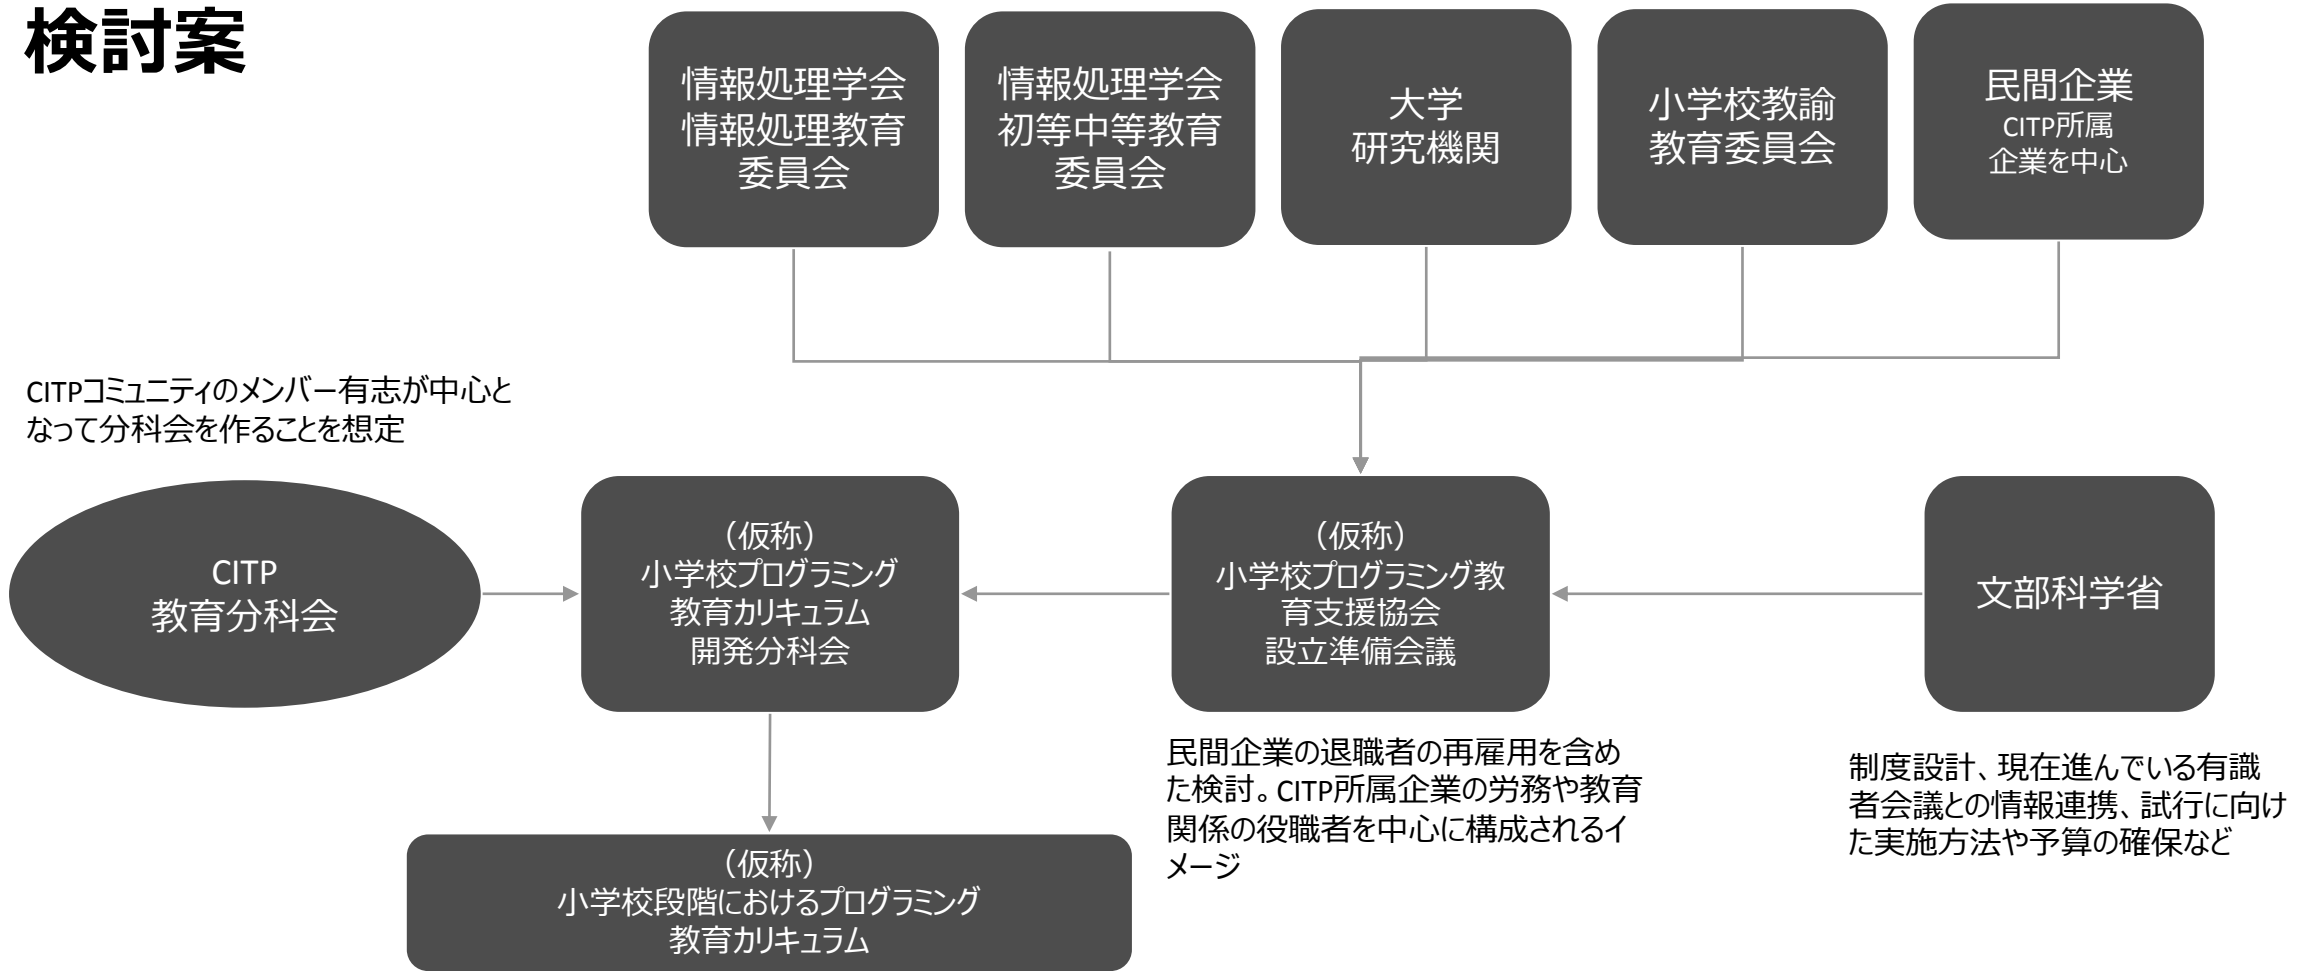 検討案
情報処理学会
情報処理教育
委員会
情報処理学会
初等中等教育
委員会
大学
研究機関
小学校教諭
教育委員会
民間企業
CITP所属
企業を中心
CITPコミュニティのメンバー有志が中心と
なって分科会を作ることを想定
CITP
教育分科会
（仮称）
小学校プログラミング
教育カリキュラム
開発分科会
（仮称）
小学校プログラミング教
育支援協会
設立準備会議
文部科学省
民間企業の退職者の再雇用を含め
た検討。CITP所属企業の労務や教育
関係の役職者を中心に構成されるイ
メージ
制度設計、現在進んでいる有識
者会議との情報連携、試行に向け
た実施方法や予算の確保など
（仮称）
小学校段階におけるプログラミング
教育カリキュラム